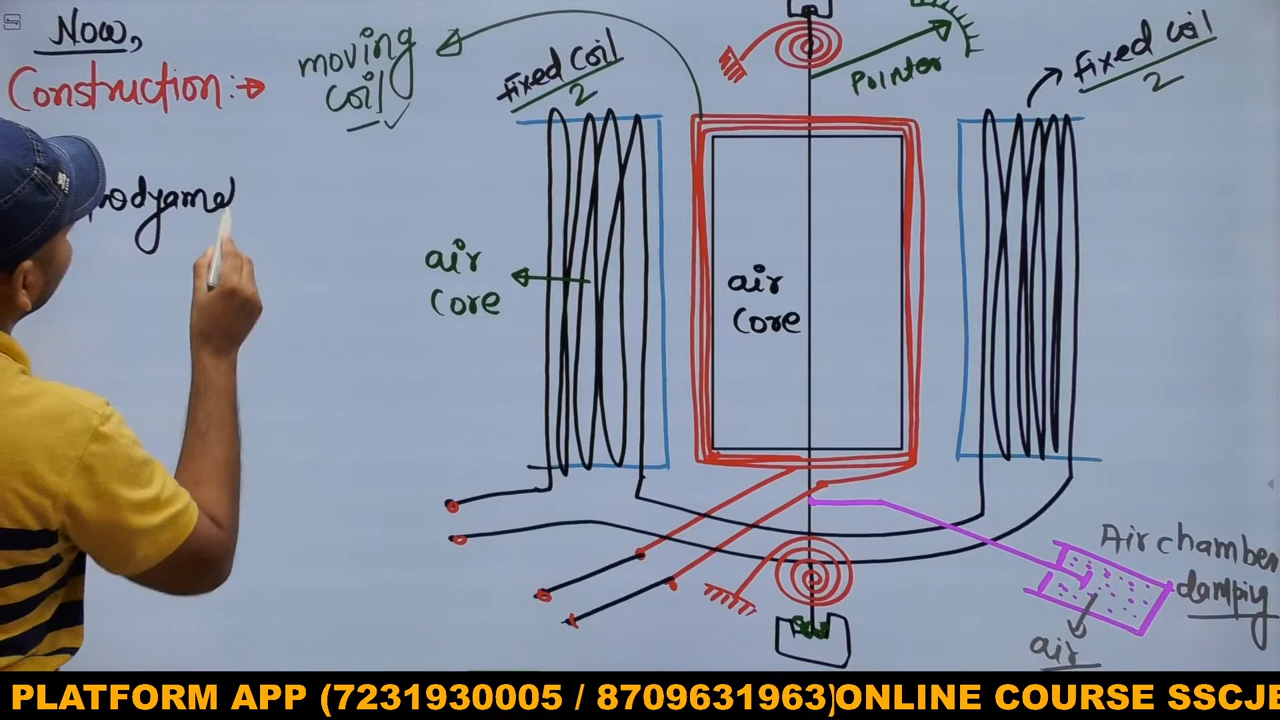 Now,
Construction:→
moving
coil
Fixed Coil
2
Pointer
Fixed Coil
2
air
core
air
core
Air chamber
damping
air
PLATFORM APP (7231930005 / 8709631963) ONLINE COURSE SSCJE